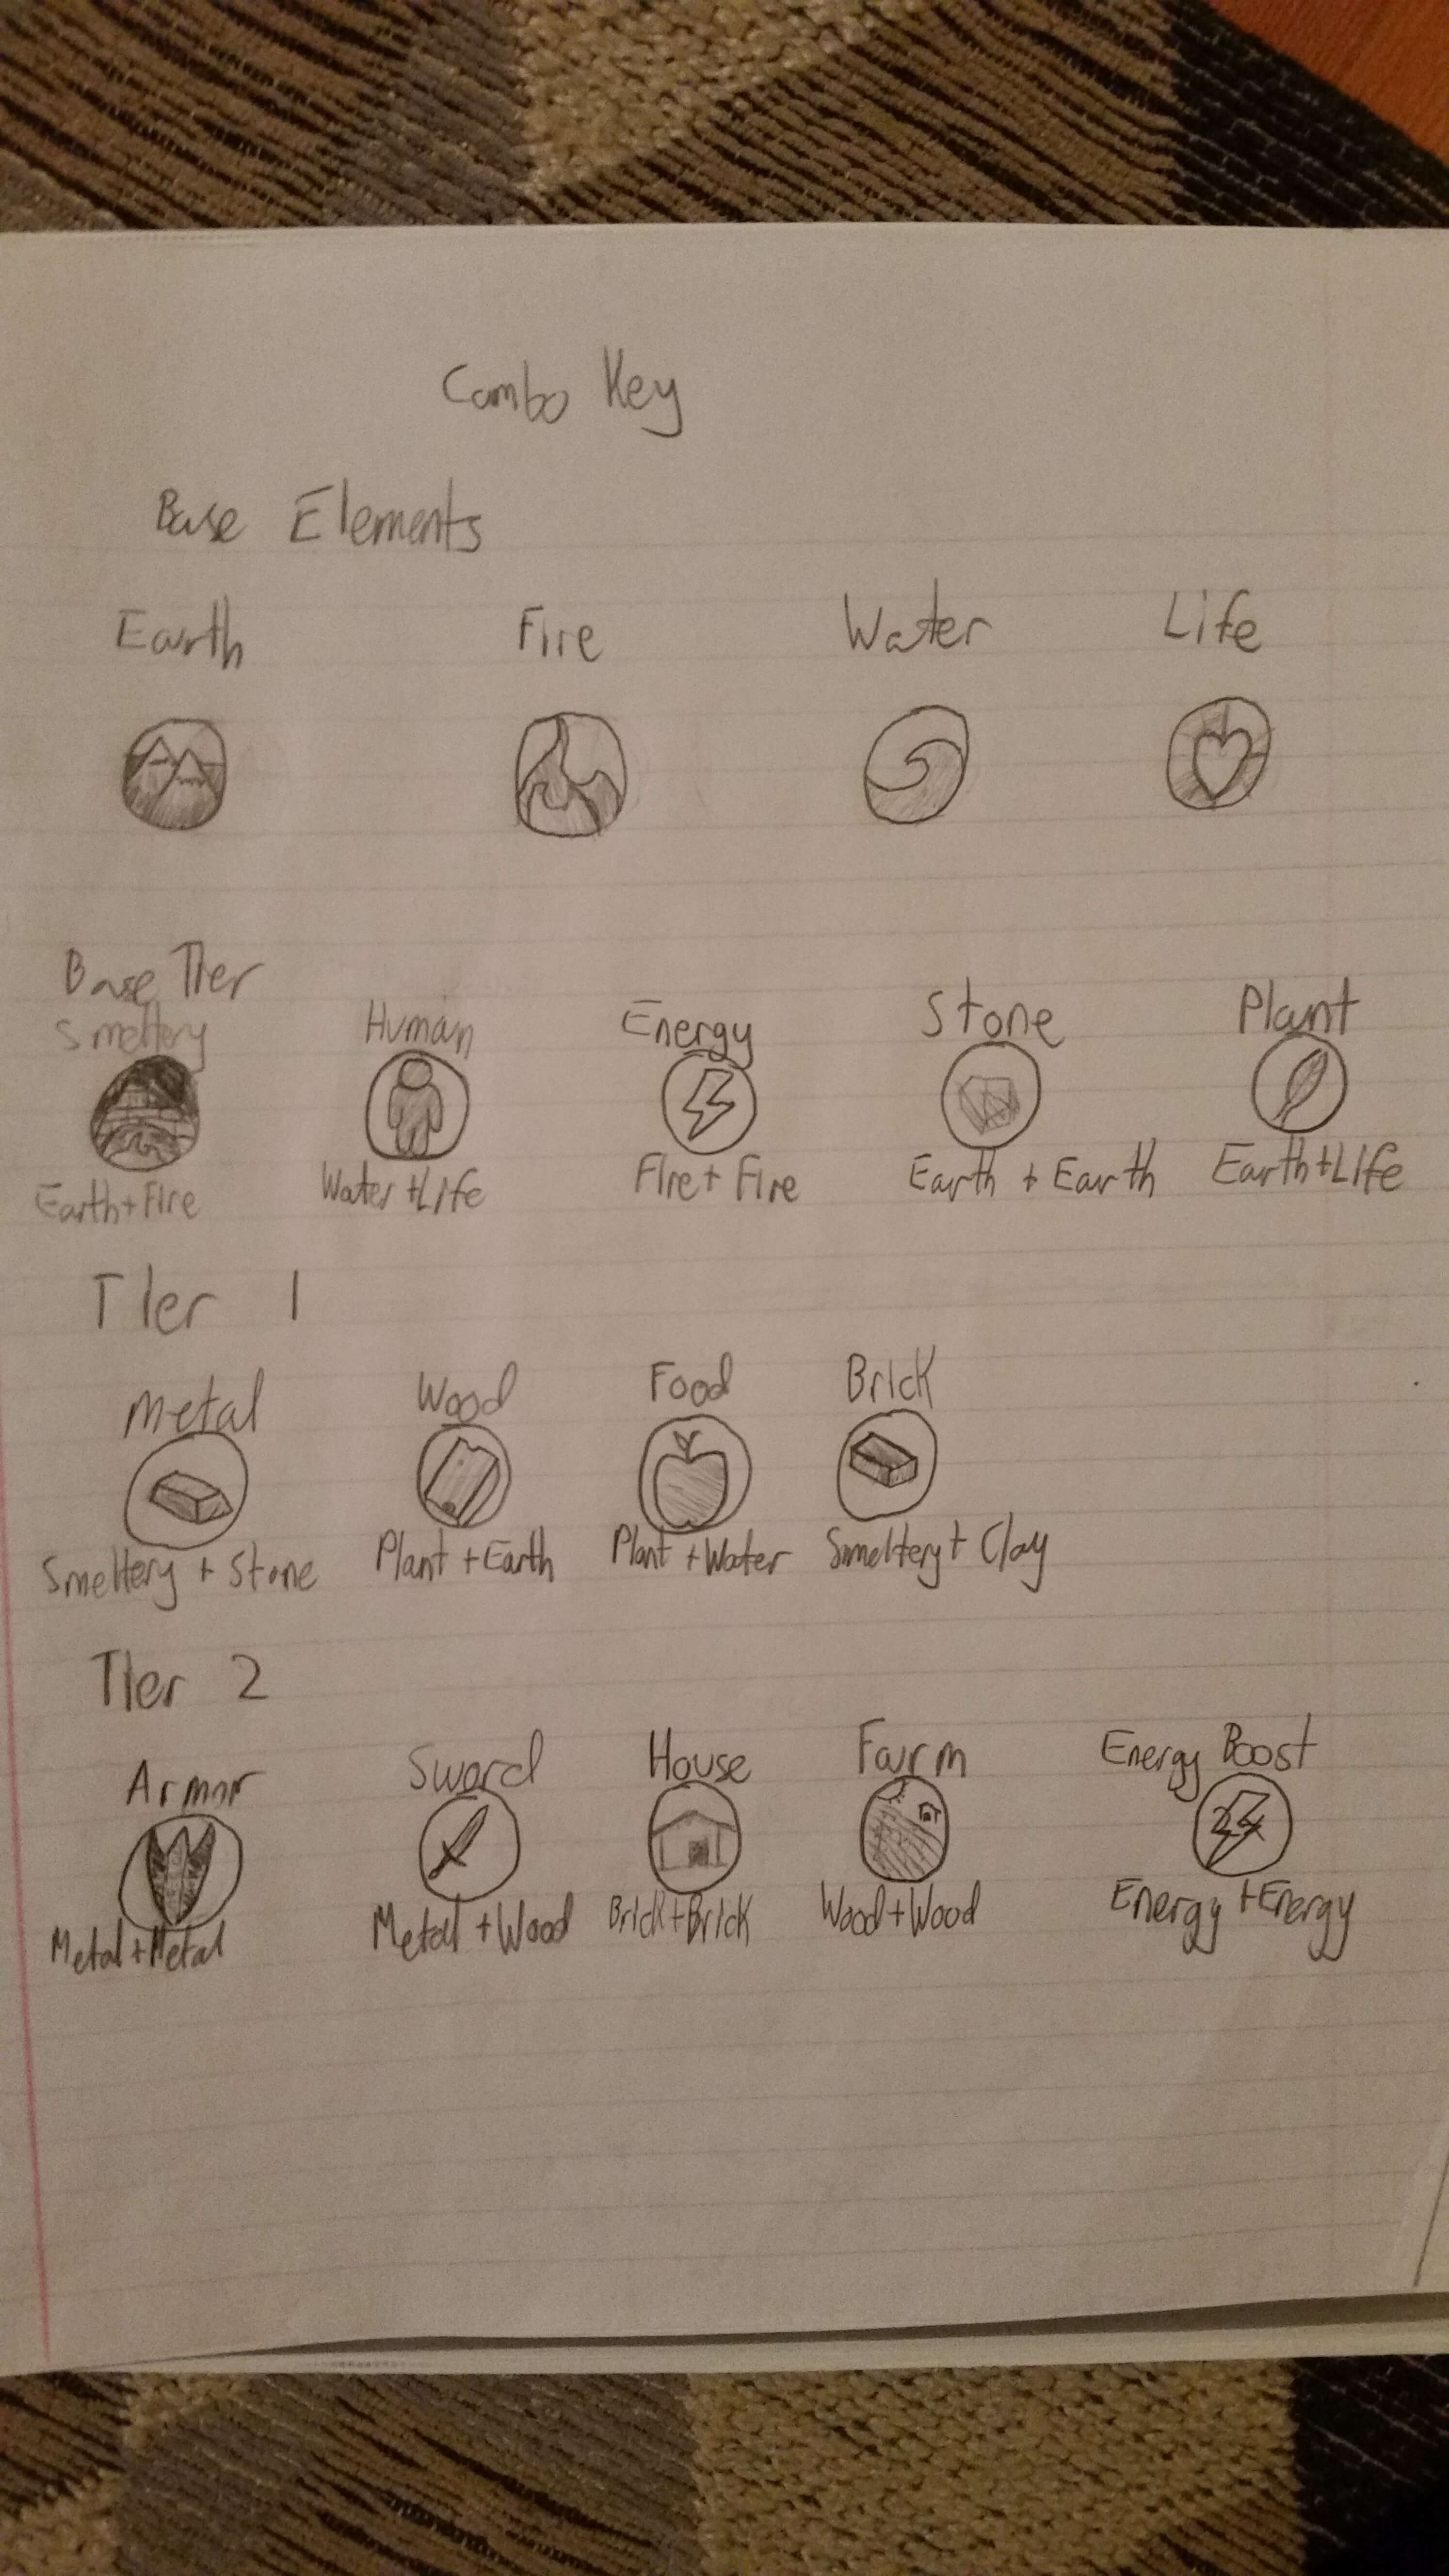 Combo Key
Base Elements
Earth Fire Water Life
Base Tier
Smeltery Human Energy Stone Plant
Earth+Fire Water+Life Fire+Fire Earth + Earth Earth+Life
Tier 1
Metal Wood Food Brick
Smeltery + Stone Plant +Earth Plant +Water Smeltery+ Clay
Tier 2
Armor Sword House Farm Energy Boost
Metal+Metal Metal +Wood Brick+Brick Wood+Wood Energy +Energy